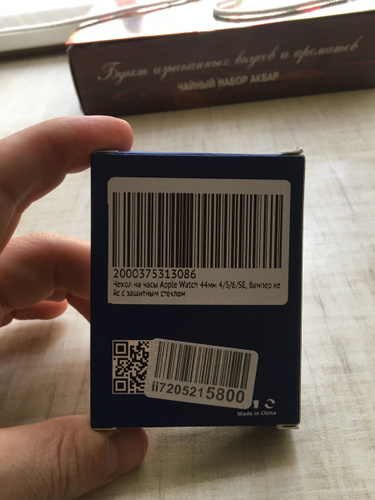 Букет изысканных вкусов и ароматов
ЧАЙНЫЙ НАБОР АКБАР
2000375313086
Чехол на часы Apple Watch 44мм 4/5/6/SE, бампер ке
йс с защитным стеклом
ii7205215800
Made in China